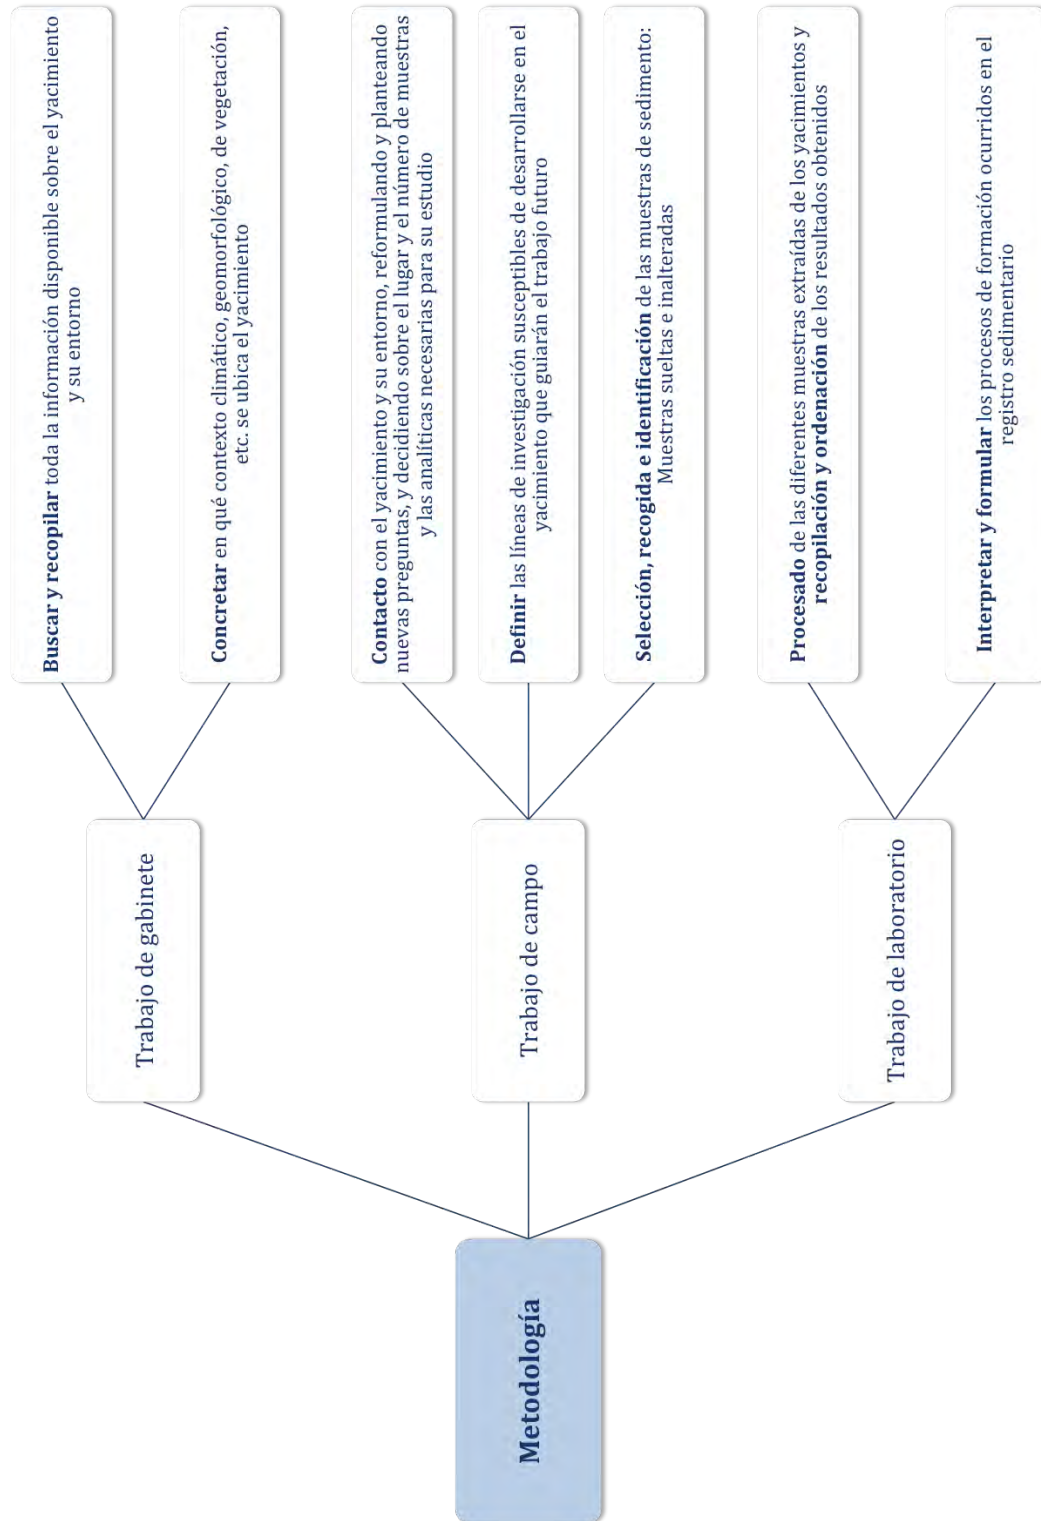 Metodología
Trabajo de gabinete
Buscar y recopilar toda la información disponible sobre el yacimiento
y su entorno
Concretar en qué contexto climático, geomorfológico, de vegetación,
etc. se ubica el yacimiento
Trabajo de campo
Contacto con el yacimiento y su entorno, reformulando y planteando
nuevas preguntas, y decidiendo sobre el lugar y el número de muestras
y las analíticas necesarias para su estudio
Definir las líneas de investigación susceptibles de desarrollarse en el
yacimiento que guiarán el trabajo futuro
Selección, recogida e identificación de las muestras de sedimento:
Muestras sueltas e inalteradas
Trabajo de laboratorio
Procesado de las diferentes muestras extraídas de los yacimientos y
recopilación y ordenación de los resultados obtenidos
Interpretar y formular los procesos de formación ocurridos en el
registro sedimentario